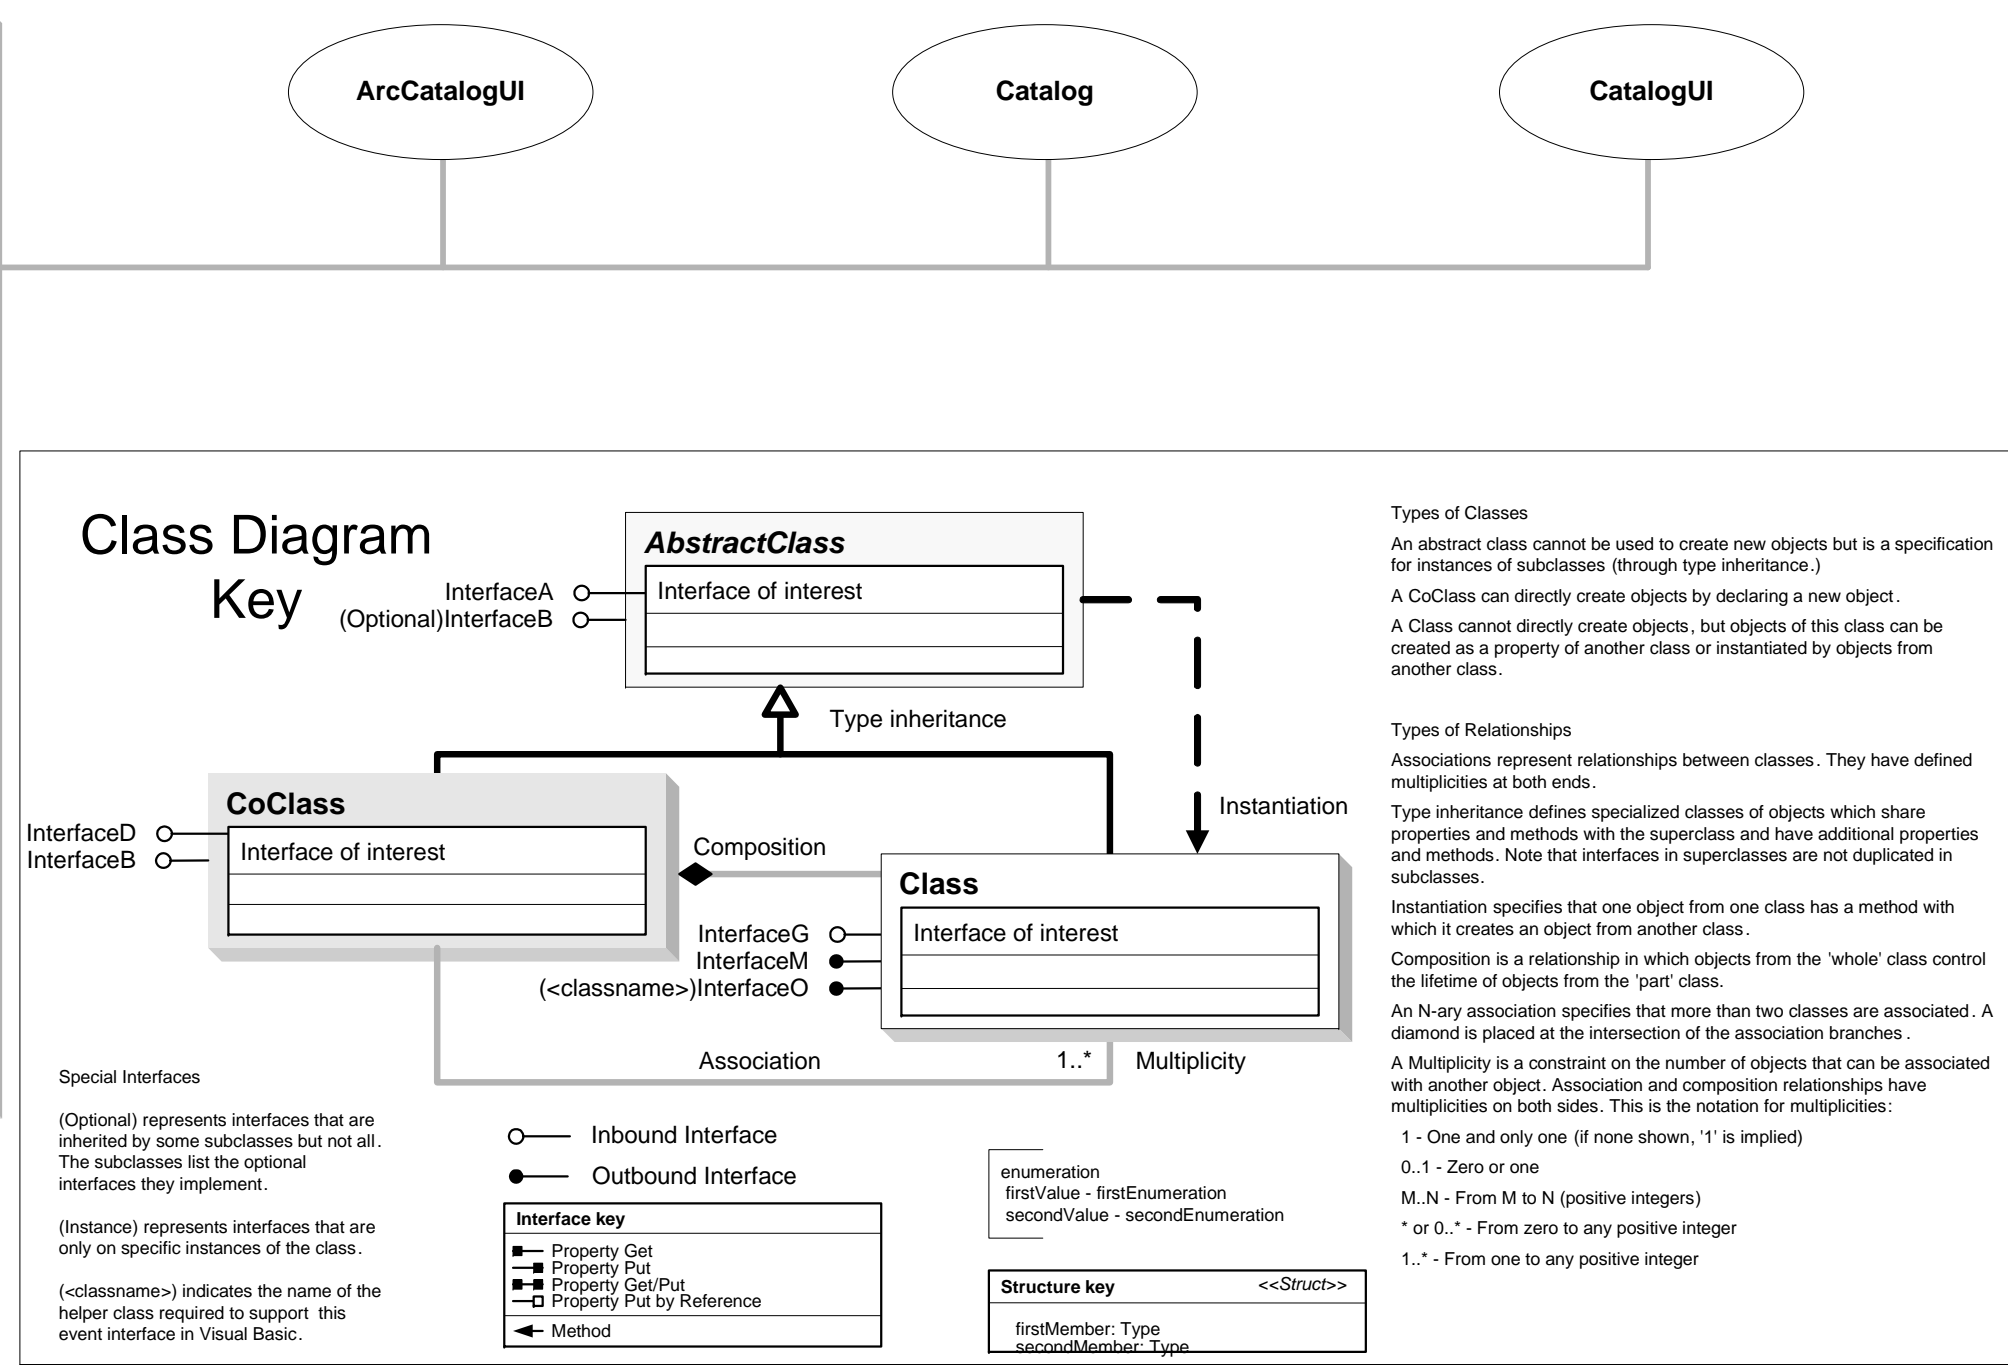 ArcCatalogUI
Catalog
CatalogUI
Class Diagram
Key
AbstractClass
Interface of interest
InterfaceA
(Optional)InterfaceB
Type inheritance
Instantiation
CoClass
Interface of interest
InterfaceD
InterfaceB
Composition
Class
Interface of interest
InterfaceG
InterfaceM
(<classname>)InterfaceO
Association
1..*
Multiplicity
Special Interfaces
(Optional) represents interfaces that are
inherited by some subclasses but not all.
The subclasses list the optional
interfaces they implement.
(Instance) represents interfaces that are
only on specific instances of the class.
(<classname>) indicates the name of the
helper class required to support this
event interface in Visual Basic.
Inbound Interface
Outbound Interface
Interface key
Property Get
Property Put
Property Get/Put
Property Put by Reference
Method
enumeration
firstValue - firstEnumeration
secondValue - secondEnumeration
Structure key <<Struct>>
firstMember: Type
secondMember: Type
Types of Classes
An abstract class cannot be used to create new objects but is a specification
for instances of subclasses (through type inheritance.)
A CoClass can directly create objects by declaring a new object.
A Class cannot directly create objects, but objects of this class can be
created as a property of another class or instantiated by objects from
another class.
Types of Relationships
Associations represent relationships between classes. They have defined
multiplicities at both ends.
Type inheritance defines specialized classes of objects which share
properties and methods with the superclass and have additional properties
and methods. Note that interfaces in superclasses are not duplicated in
subclasses.
Instantiation specifies that one object from one class has a method with
which it creates an object from another class.
Composition is a relationship in which objects from the 'whole' class control
the lifetime of objects from the 'part' class.
An N-ary association specifies that more than two classes are associated. A
diamond is placed at the intersection of the association branches.
A Multiplicity is a constraint on the number of objects that can be associated
with another object. Association and composition relationships have
multiplicities on both sides. This is the notation for multiplicities:
1 - One and only one (if none shown, '1' is implied)
0..1 - Zero or one
M..N - From M to N (positive integers)
* or 0..* - From zero to any positive integer
1..* - From one to any positive integer